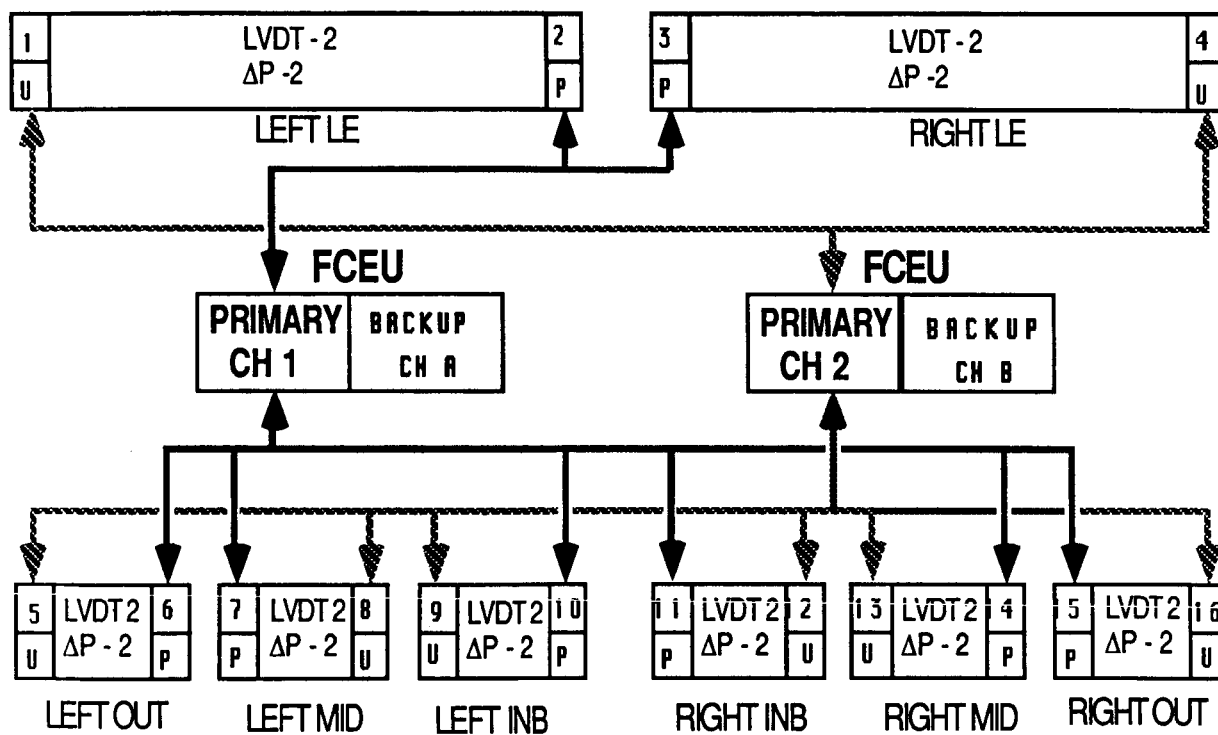 1 LVDT - 2 2
U ΔP - 2 P
LEFT LE
3 LVDT - 2 4
P ΔP - 2 U
RIGHT LE
FCEU
PRIMARY CH 1
BACKUP CH A
FCEU
PRIMARY CH 2
BACKUP CH B
5 LVDT 2 6
U ΔP - 2 P
LEFT OUT
7 LVDT 2 8
P ΔP - 2 U
LEFT MID
9 LVDT 2 10
U ΔP - 2 P
LEFT INB
11 LVDT 2 2
P ΔP - 2 U
RIGHT INB
13 LVDT 2 4
U ΔP - 2 P
RIGHT MID
5 LVDT 2 16
P ΔP - 2 U
RIGHT OUT